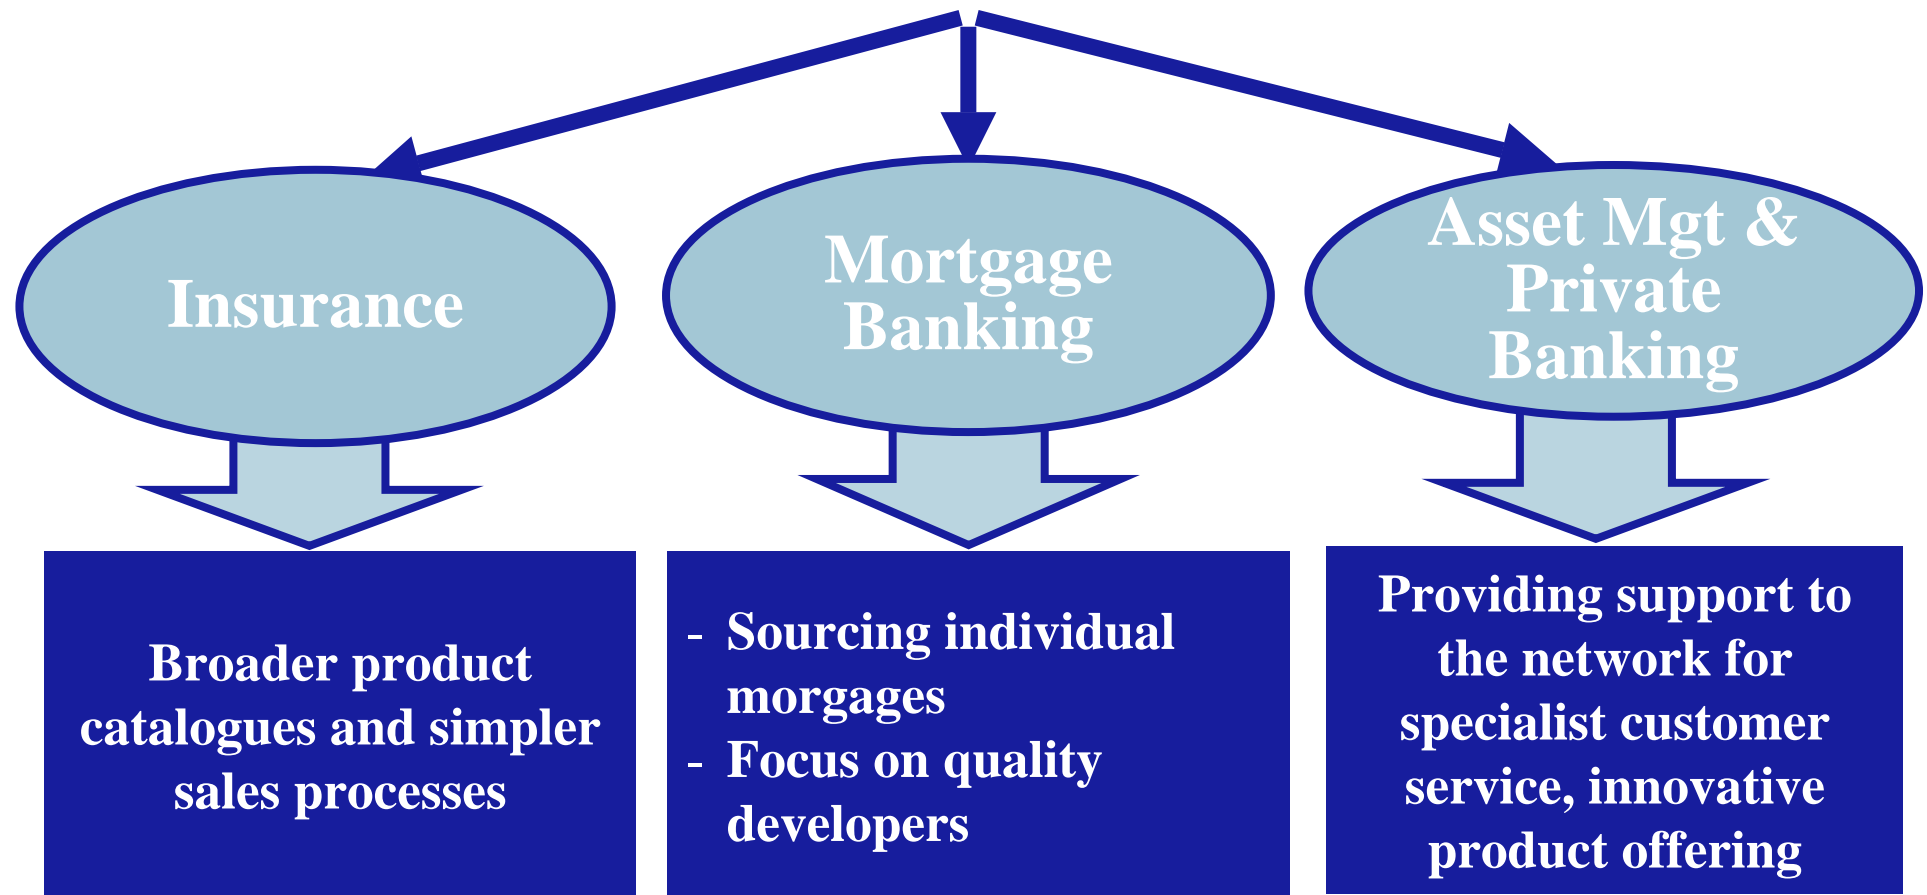 Insurance
Mortgage
Banking
Asset Mgt &
Private
Banking
Broader product
catalogues and simpler
sales processes
- Sourcing individual
morgages
- Focus on quality
developers
Providing support to
the network for
specialist customer
service, innovative
product offering